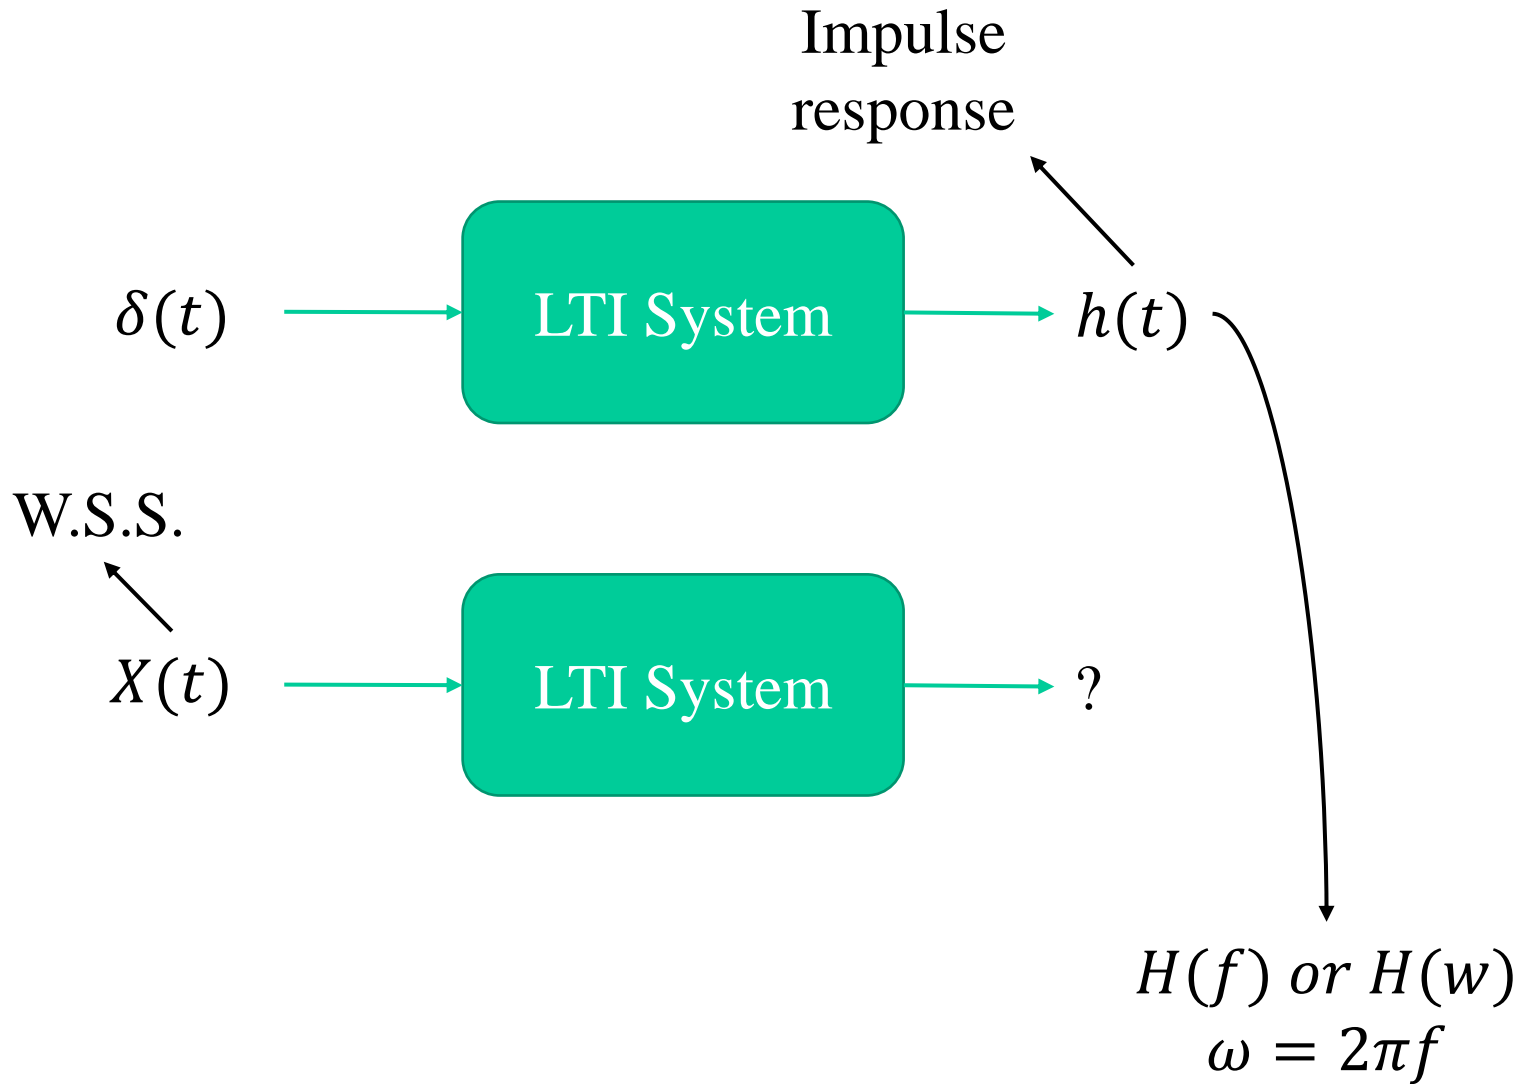 Impulse
response
δ(t)
LTI System
h(t)
W.S.S.
X(t)
LTI System
?
H(f) or H(w)
ω = 2πf